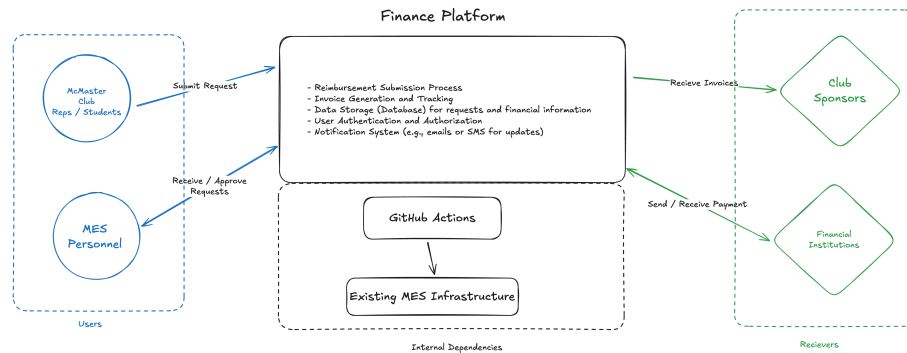 Finance Platform
McMaster
Club
Reps / Students
Submit Request
- Reimbursement Submission Process
- Invoice Generation and Tracking
- Data Storage (Database) for requests and financial information
- User Authentication and Authorization
- Notification System (e.g., emails or SMS for updates)
Recieve Invoices
Club
Sponsors
MES
Personnel
Receive / Approve
Requests
GitHub Actions
Existing MES Infrastructure
Send / Receive Payment
Financial
Institutions
Users
Internal Dependencies
Recievers